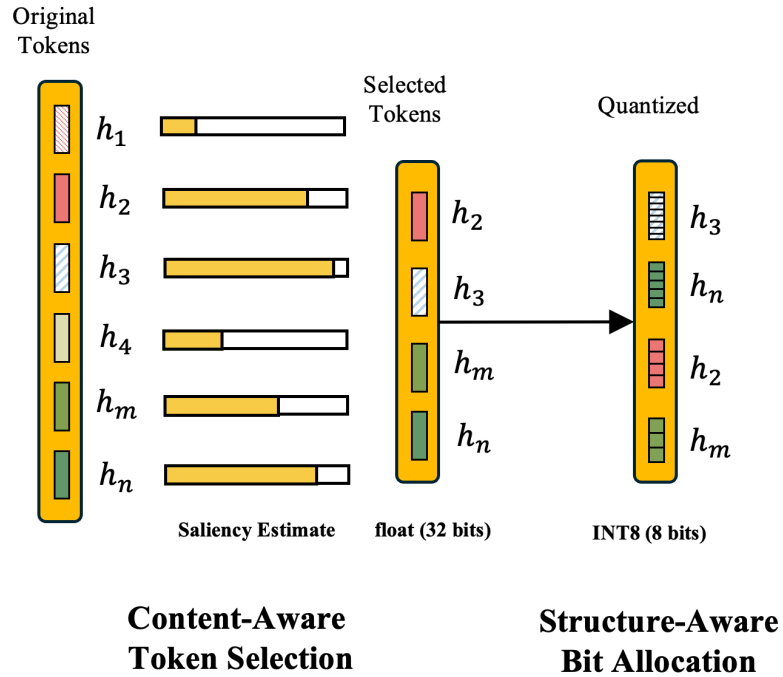 Original
Tokens
h₁
h₂
h₃
h₄
hₘ
hₙ
Saliency Estimate
Selected
Tokens
h₂
h₃
hₘ
hₙ
float (32 bits)
Quantized
h₃
hₙ
h₂
hₘ
INT8 (8 bits)
Content-Aware
Token Selection
Structure-Aware
Bit Allocation